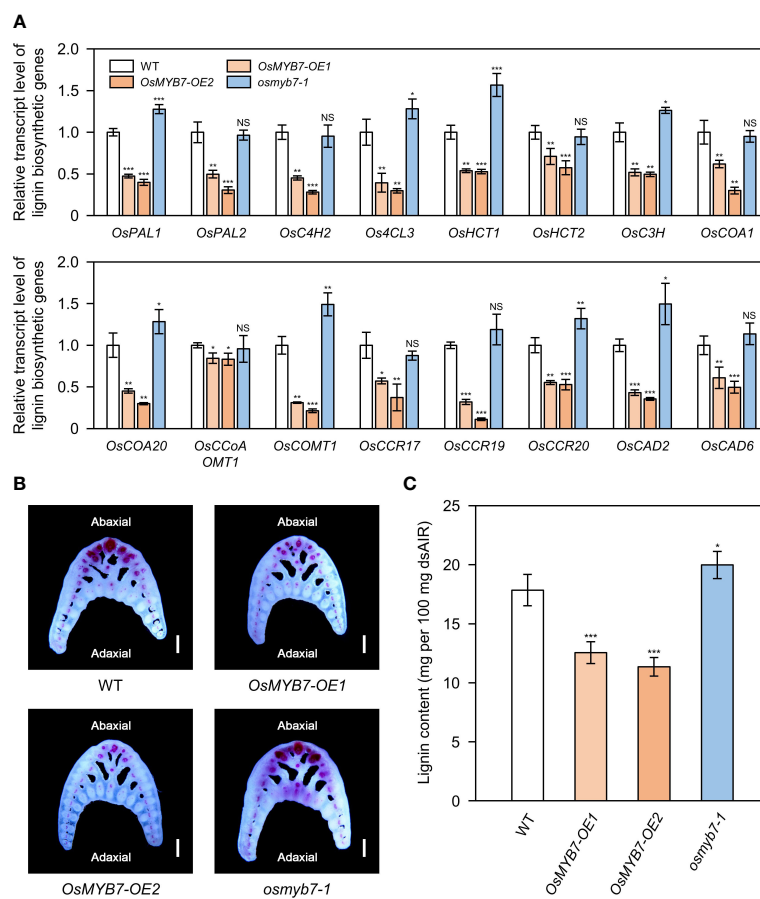 A
Relative transcript level of
lignin biosynthetic genes
2.0
1.5
1.0
0.5
0
WT
OsMYB7-OE1
OsMYB7-OE2
osmyb7-1
*** *** ***
** ** NS
** *** NS
** ** *
*** *** ***
** *** NS
** ** *
** ** NS
OsPAL1 OsPAL2 OsC4H2 Os4CL3 OsHCT1 OsHCT2 OsC3H OsCOA1
Relative transcript level of
lignin biosynthetic genes
2.0
1.5
1.0
0.5
0
** ** *
* * NS
** *** **
* ** NS
*** *** NS
** *** **
*** *** *
** *** NS
OsCOA20 OsCCoA OsCOMT1 OsCCR17 OsCCR19 OsCCR20 OsCAD2 OsCAD6
OMT1
B
Abaxial
Adaxial
WT
Abaxial
Adaxial
OsMYB7-OE1
Abaxial
Adaxial
OsMYB7-OE2
Abaxial
Adaxial
osmyb7-1
C
Lignin content (mg per 100 mg dsAIR)
25
20
15
10
5
0
*** *** *
WT
OsMYB7-OE1
OsMYB7-OE2
osmyb7-1